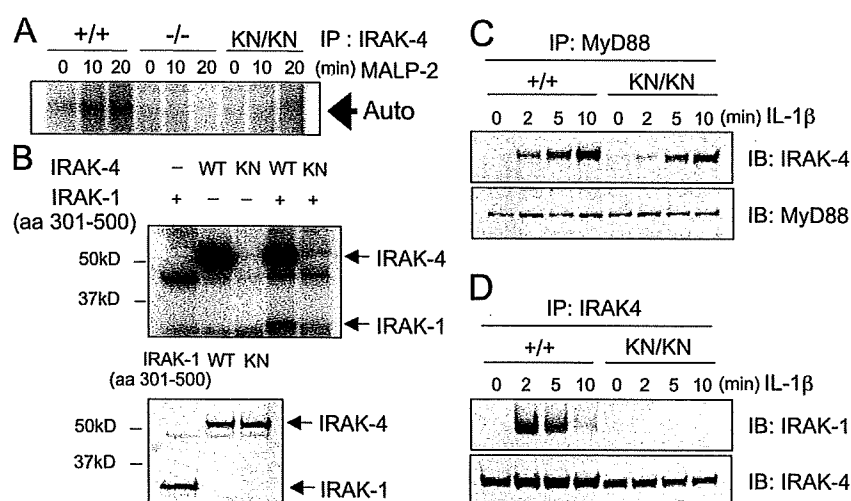 A
+/+ -/- KN/KN IP : IRAK-4
0 10 20 0 10 20 0 10 20 (min) MALP-2
Auto
B
IRAK-4 – WT KN WT KN
IRAK-1 + – – + +
(aa 301-500)
50kD
IRAK-4
37kD
IRAK-1
IRAK-1 WT KN
(aa 301-500)
50kD
IRAK-4
37kD
IRAK-1
C
IP: MyD88
+/+ KN/KN
0 2 5 10 0 2 5 10 (min) IL-1β
IB: IRAK-4
IB: MyD88
D
IP: IRAK4
+/+ KN/KN
0 2 5 10 0 2 5 10 (min) IL-1β
IB: IRAK-1
IB: IRAK-4